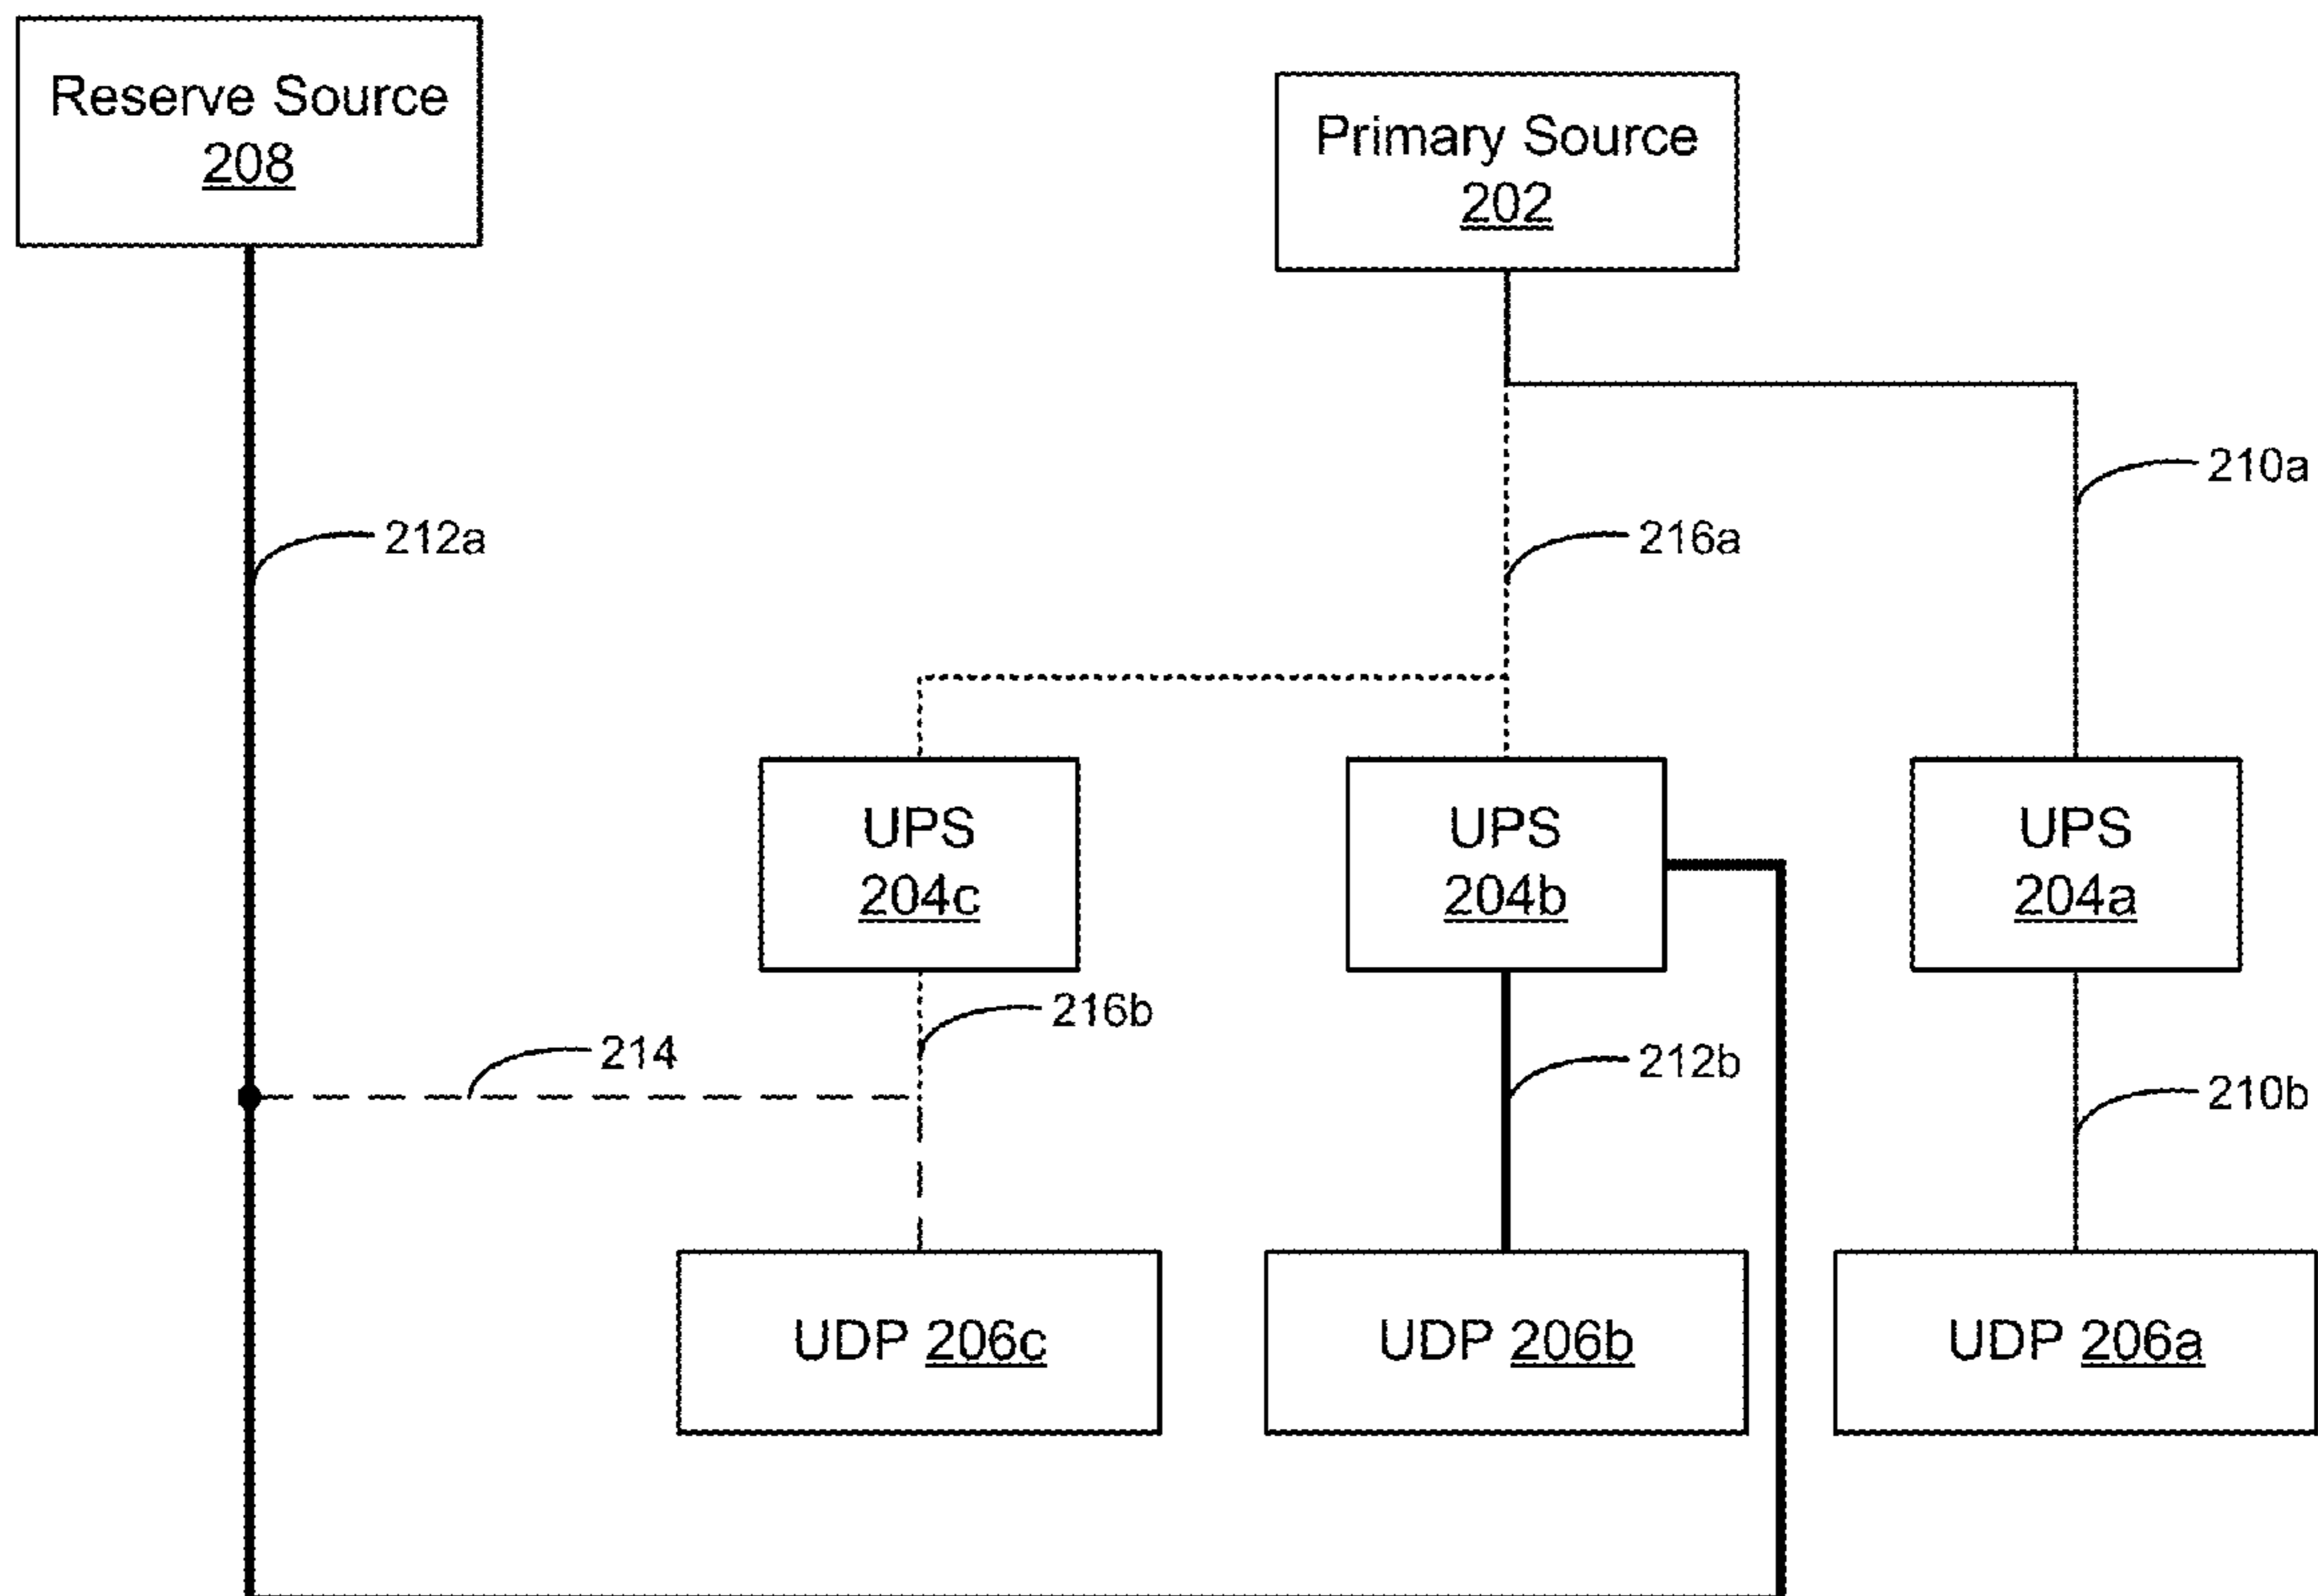 Reserve Source
208
Primary Source
202
210a
212a
216a
UPS
204c
UPS
204b
UPS
204a
216b
214
212b
210b
UDP 206c
UDP 206b
UDP 206a